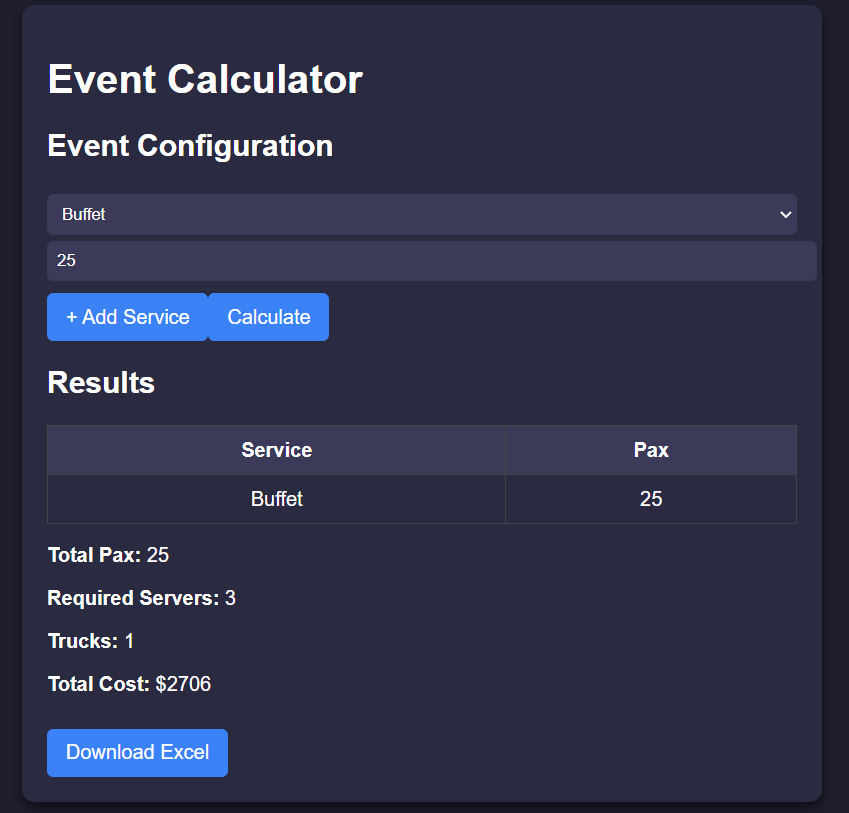 Event Calculator
Event Configuration
Buffet
25
+ Add Service Calculate
Results
Service Pax
Buffet 25
Total Pax: 25
Required Servers: 3
Trucks: 1
Total Cost: $2706
Download Excel